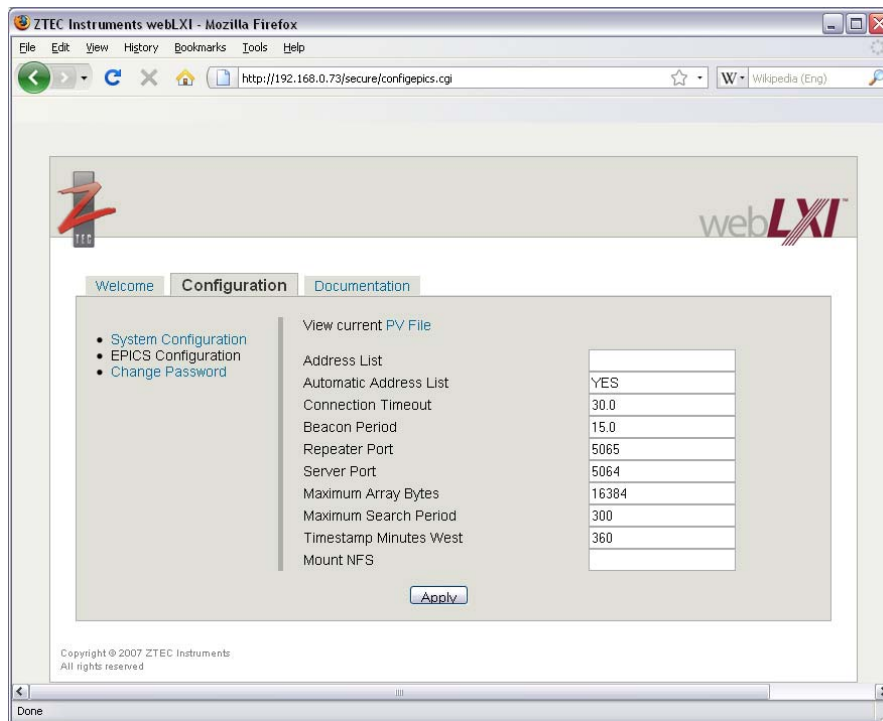 ZTEC Instruments webLXI - Mozilla Firefox
File Edit View History Bookmarks Tools Help
http://192.168.0.73/secure/configepics.cgi W Wikipedia (Eng)
Z
TEC
webLXI™
Welcome Configuration Documentation
View current PV File
• System Configuration
• EPICS Configuration
• Change Password
Address List
Automatic Address List YES
Connection Timeout 30.0
Beacon Period 15.0
Repeater Port 5065
Server Port 5064
Maximum Array Bytes 16384
Maximum Search Period 300
Timestamp Minutes West 360
Mount NFS
Apply
Copyright © 2007 ZTEC Instruments
All rights reserved
Done